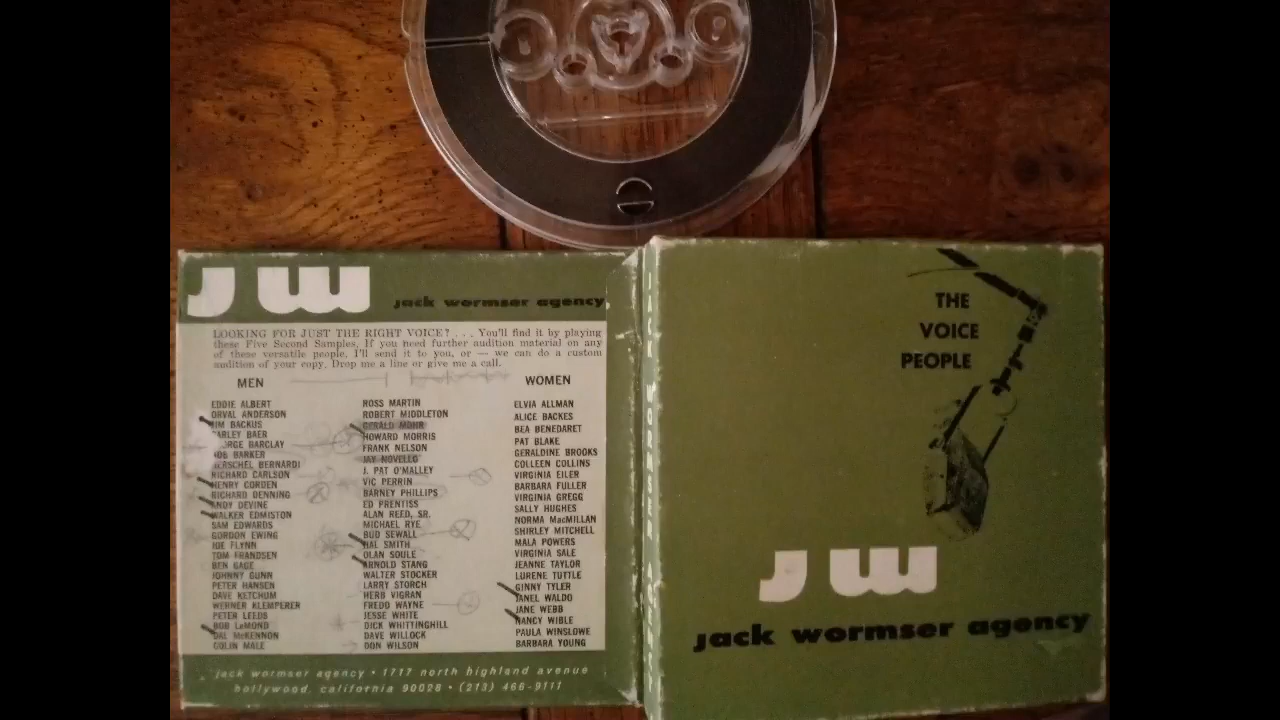 JW
jack wormser agency
LOOKING FOR JUST THE RIGHT VOICE? . . . You'll find it by playing
these Five Second Samples. If you need further audition material on any
of these versatile people, I'll send it to you, or — we can do a custom
audition of your copy. Drop me a line or give me a call.
MEN
EDDIE ALBERT
ORVAL ANDERSON
JIM BACKUS
PARLEY BAER
GEORGE BARCLAY
BOB BARKER
HERSCHEL BERNARDI
RICHARD CARLSON
HENRY CORDEN
RICHARD DENNING
ANDY DEVINE
WALKER EDMISTON
SAM EDWARDS
GORDON EWING
JOE FLYNN
TOM FRANDSEN
BEN GAGE
JOHNNY GUNN
PETER HANSEN
DAVE KETCHUM
WERNER KLEMPERER
PETER LEEDS
BOB LeMOND
DAL McKENNON
COLIN MALE
ROSS MARTIN
ROBERT MIDDLETON
GERALD MOHR
HOWARD MORRIS
FRANK NELSON
JAY NOVELLO
J. PAT O'MALLEY
VIC PERRIN
BARNEY PHILLIPS
ED PRENTISS
ALAN REED, SR.
MICHAEL RYE
BUD SEWALL
HAL SMITH
OLAN SOULE
ARNOLD STANG
WALTER STOCKER
LARRY STORCH
HERB VIGRAN
FREDD WAYNE
JESSE WHITE
DICK WHITTINGHILL
DAVE WILLOCK
DON WILSON
WOMEN
ELVIA ALLMAN
ALICE BACKES
BEA BENEDARET
PAT BLAKE
GERALDINE BROOKS
COLLEEN COLLINS
VIRGINIA EILER
BARBARA FULLER
VIRGINIA GREGG
SALLY HUGHES
NORMA MacMILLAN
SHIRLEY MITCHELL
MALA POWERS
VIRGINIA SALE
JEANNE TAYLOR
LURENE TUTTLE
GINNY TYLER
JANEL WALDO
JANE WEBB
NANCY WIBLE
PAULA WINSLOWE
BARBARA YOUNG
jack wormser agency • 1717 north highland avenue
hollywood, california 90028 • (213) 466-9111
JACK WORMSER AGENCY
THE
VOICE
PEOPLE
JW
jack wormser agency